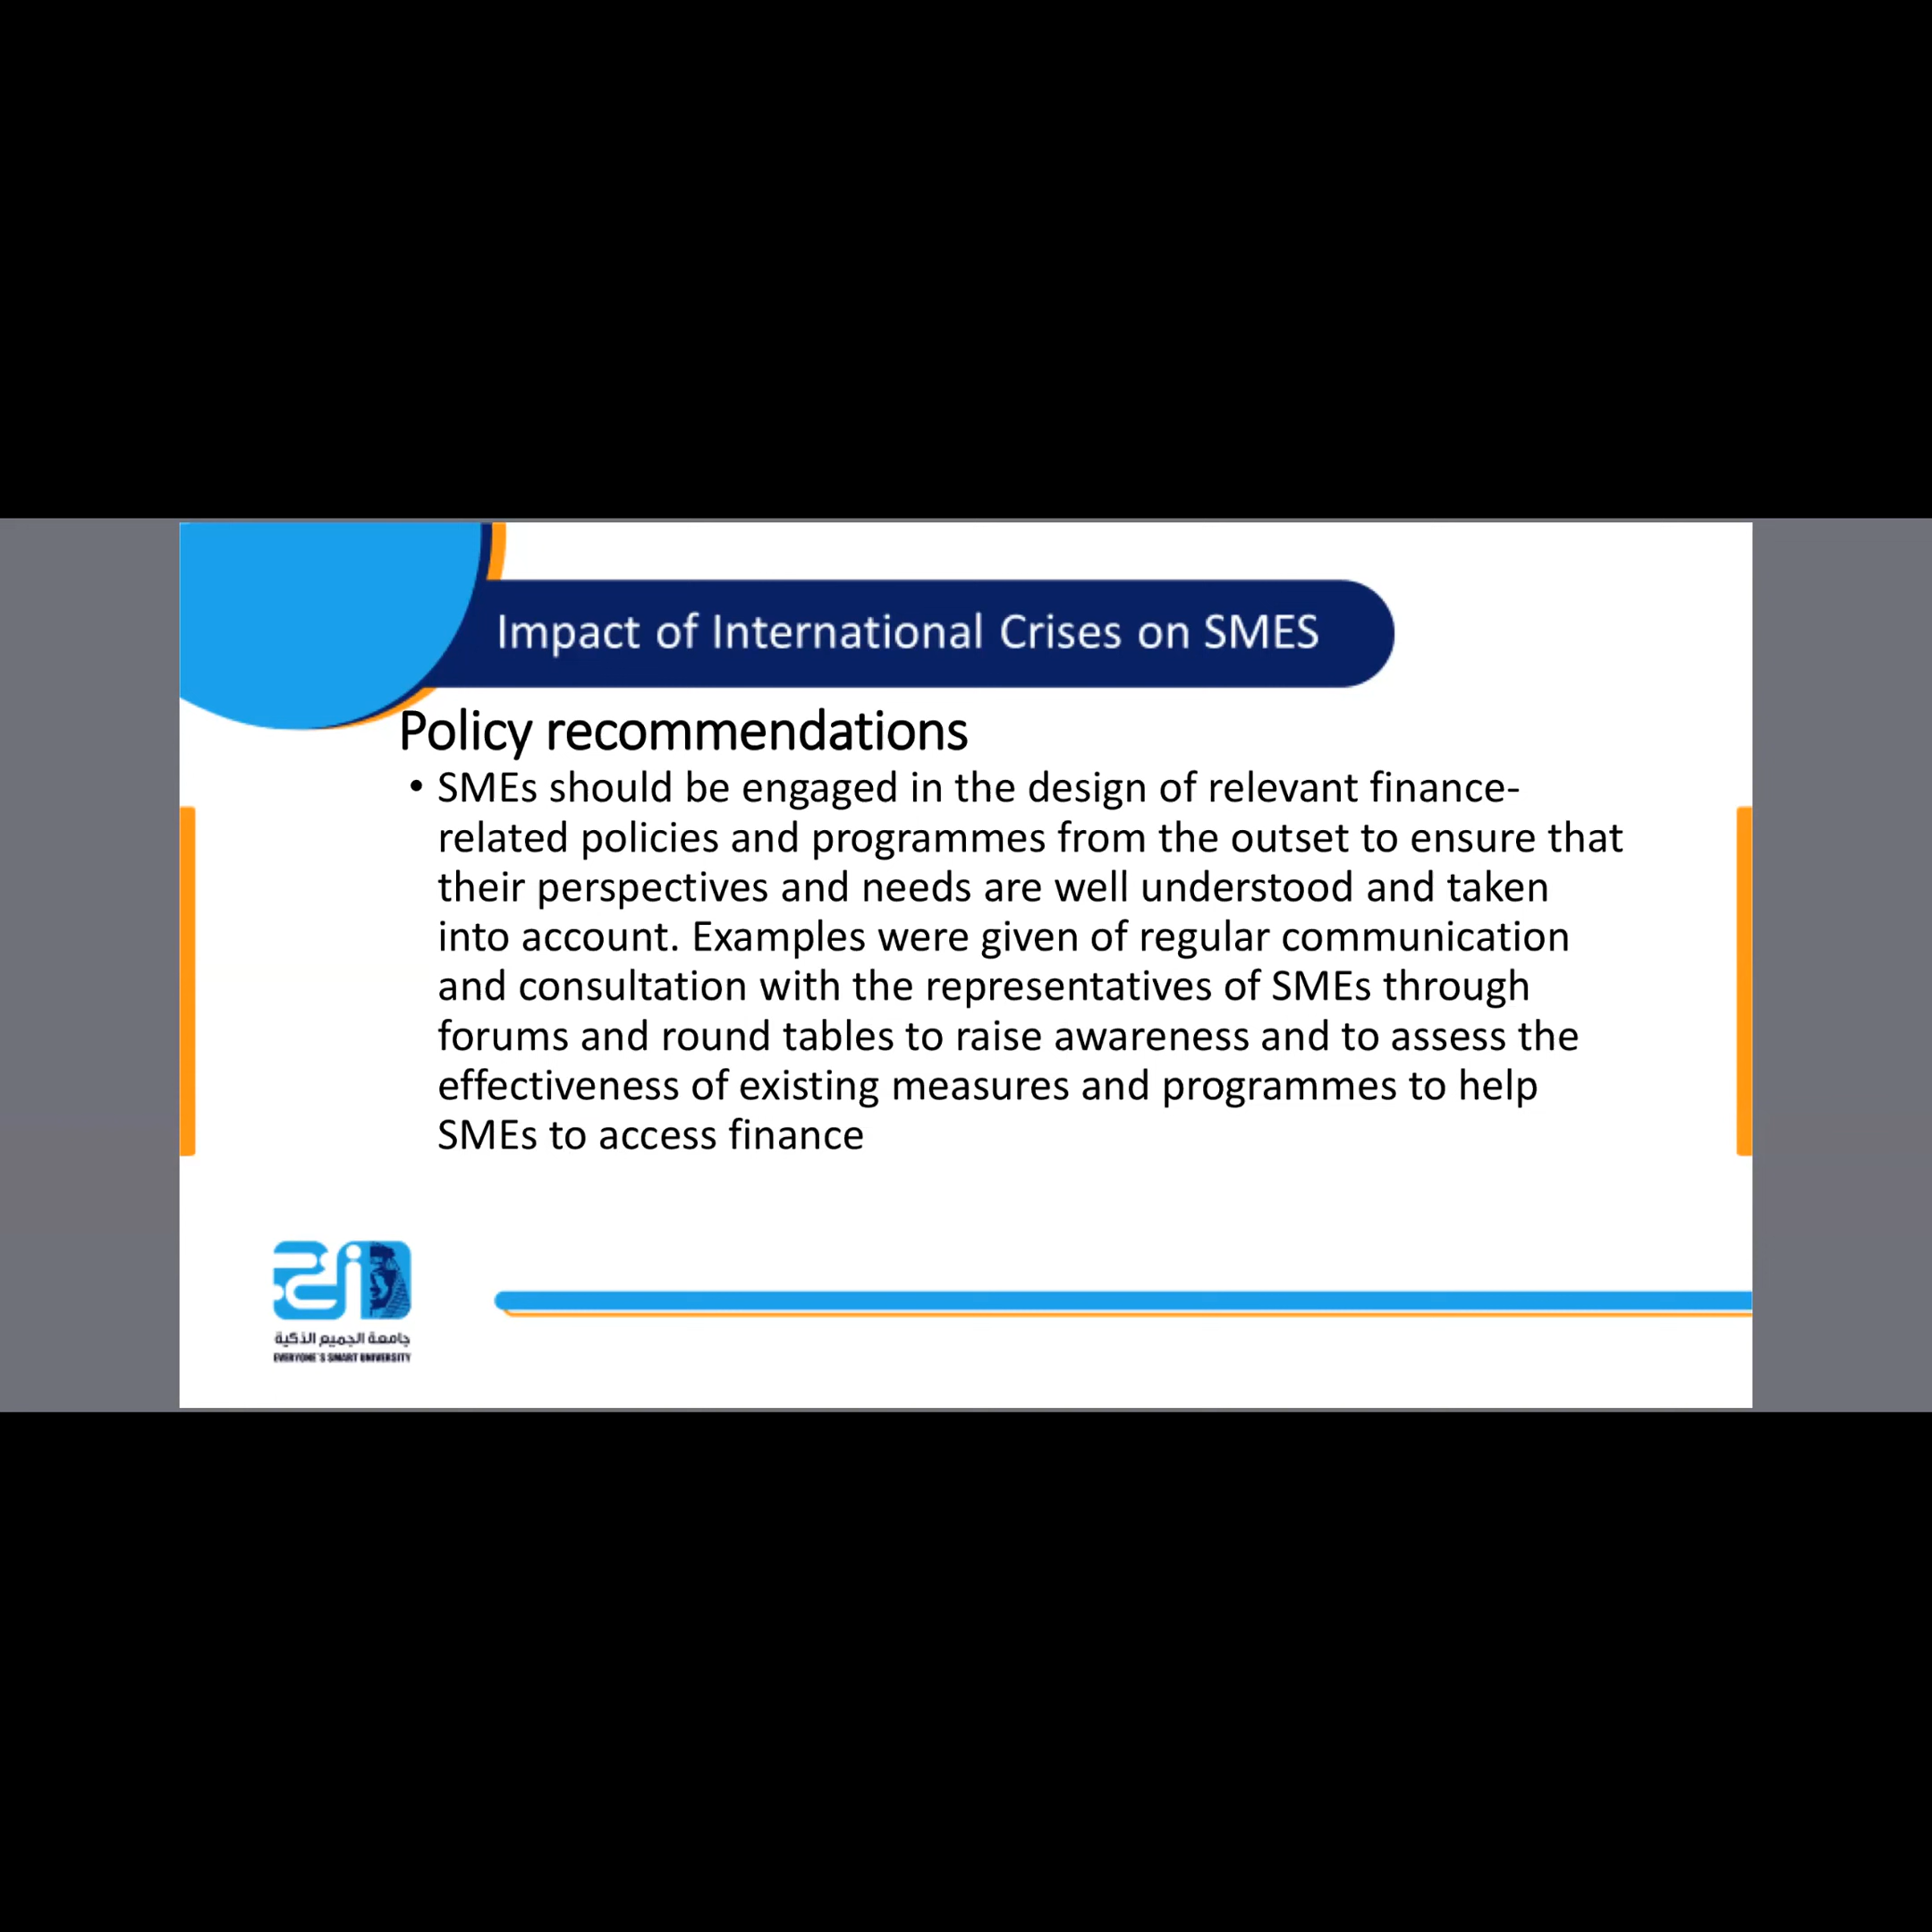 Impact of International Crises on SMES
Policy recommendations
• SMEs should be engaged in the design of relevant finance-
related policies and programmes from the outset to ensure that
their perspectives and needs are well understood and taken
into account. Examples were given of regular communication
and consultation with the representatives of SMEs through
forums and round tables to raise awareness and to assess the
effectiveness of existing measures and programmes to help
SMEs to access finance
جامعة الجميع الذكية
EVERYONE`S SMART UNIVERSITY